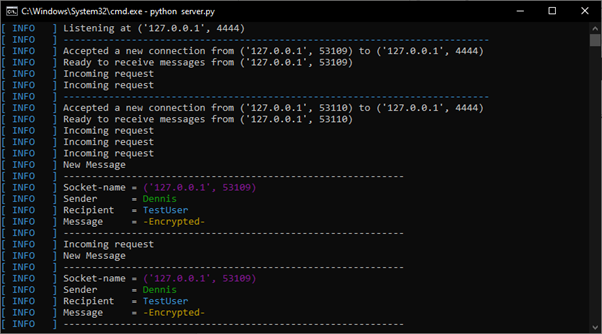 C:\Windows\System32\cmd.exe - python server.py
[ INFO ] Listening at ('127.0.0.1', 4444)
[ INFO ] --------------------------------------------------------------------------
[ INFO ] Accepted a new connection from ('127.0.0.1', 53109) to ('127.0.0.1', 4444)
[ INFO ] Ready to receive messages from ('127.0.0.1', 53109)
[ INFO ] Incoming request
[ INFO ] Incoming request
[ INFO ] --------------------------------------------------------------------------
[ INFO ] Accepted a new connection from ('127.0.0.1', 53110) to ('127.0.0.1', 4444)
[ INFO ] Ready to receive messages from ('127.0.0.1', 53110)
[ INFO ] Incoming request
[ INFO ] Incoming request
[ INFO ] Incoming request
[ INFO ] New Message
[ INFO ] ------------------------------------------------------------
[ INFO ] Socket-name = ('127.0.0.1', 53109)
[ INFO ] Sender = Dennis
[ INFO ] Recipient = TestUser
[ INFO ] Message = -Encrypted-
[ INFO ] ------------------------------------------------------------
[ INFO ] Incoming request
[ INFO ] New Message
[ INFO ] ------------------------------------------------------------
[ INFO ] Socket-name = ('127.0.0.1', 53109)
[ INFO ] Sender = Dennis
[ INFO ] Recipient = TestUser
[ INFO ] Message = -Encrypted-
[ INFO ] ------------------------------------------------------------